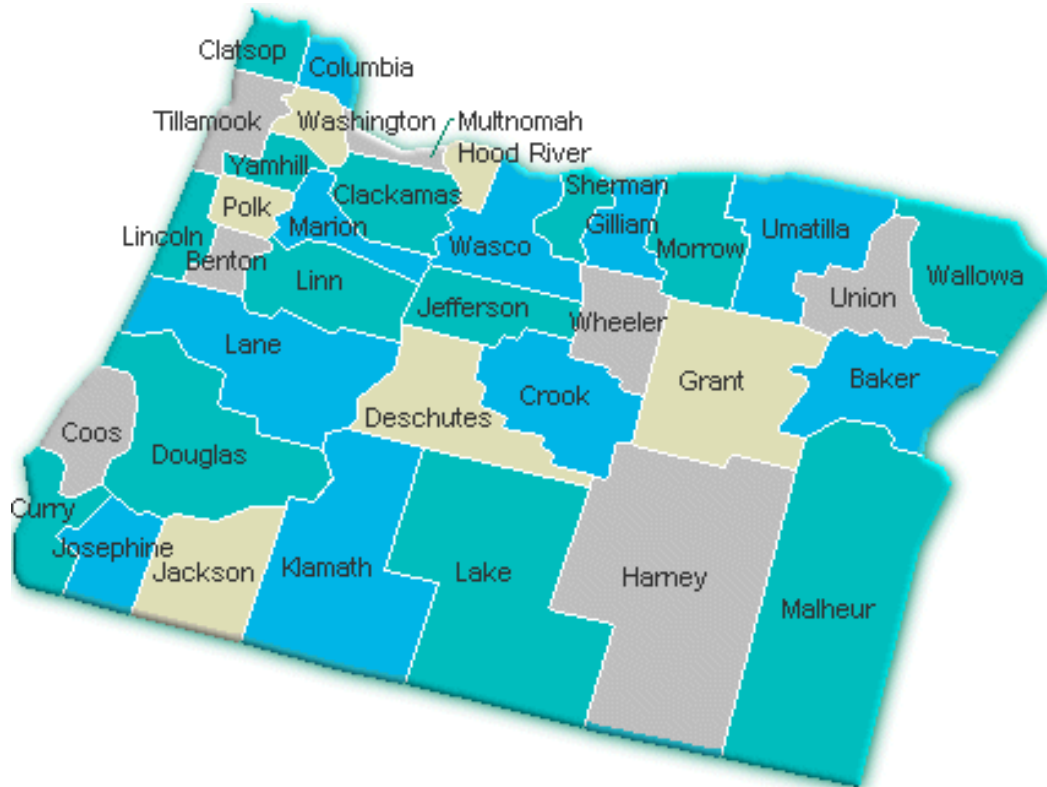 Clatsop
Columbia
Tillamook
Washington
Multnomah
Hood River
Yamhill
Clackamas
Sherman
Polk
Marion
Wasco
Gilliam
Morrow
Umatilla
Lincoln
Benton
Linn
Jefferson
Wheeler
Union
Wallowa
Lane
Deschutes
Crook
Grant
Baker
Coos
Douglas
Curry
Josephine
Jackson
Klamath
Lake
Harney
Malheur